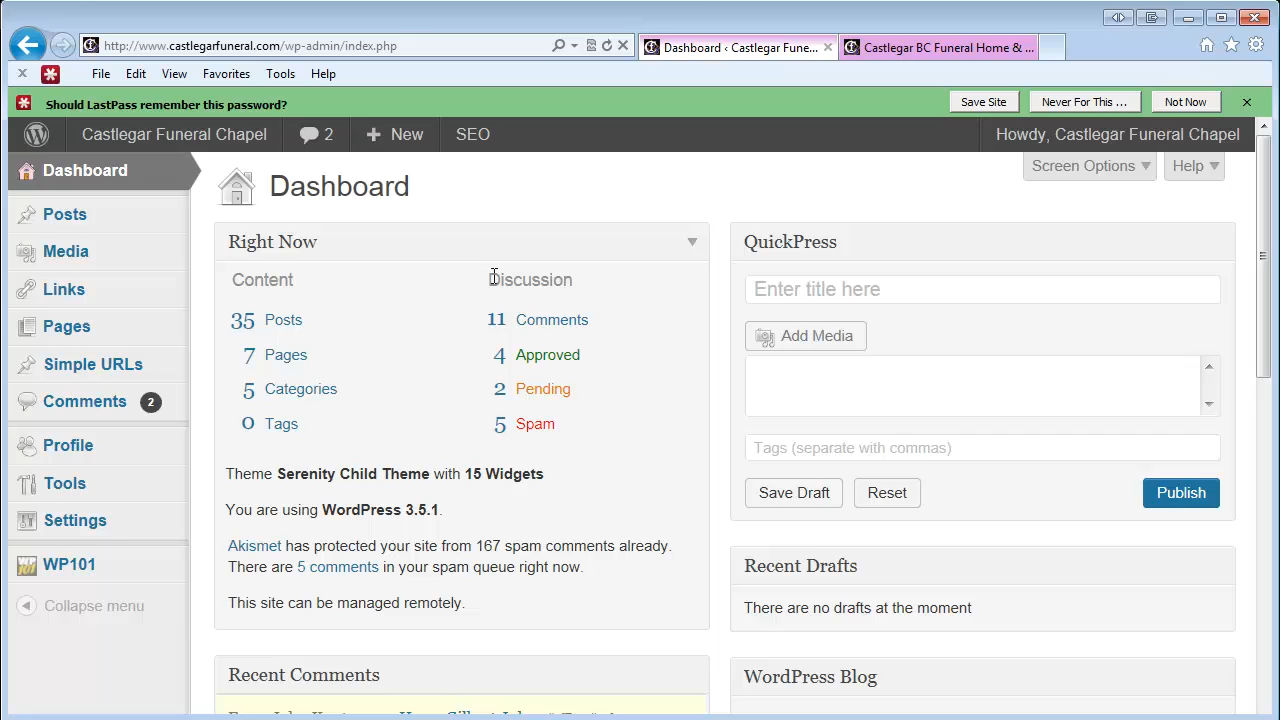 http://www.castlegarfuneral.com/wp-admin/index.php
Dashboard ‹ Castlegar Fune...
Castlegar BC Funeral Home & ...
File Edit View Favorites Tools Help
Should LastPass remember this password?
Save Site
Never For This ...
Not Now
Castlegar Funeral Chapel
2
New
SEO
Howdy, Castlegar Funeral Chapel
Dashboard
Posts
Media
Links
Pages
Simple URLs
Comments 2
Profile
Tools
Settings
WP101
Collapse menu
Screen Options
Help
Dashboard
Right Now
Content
Discussion
35 Posts
11 Comments
7 Pages
4 Approved
5 Categories
2 Pending
0 Tags
5 Spam
Theme Serenity Child Theme with 15 Widgets
You are using WordPress 3.5.1.
Akismet has protected your site from 167 spam comments already.
There are 5 comments in your spam queue right now.
This site can be managed remotely.
Recent Comments
QuickPress
Enter title here
Add Media
Tags (separate with commas)
Save Draft
Reset
Publish
Recent Drafts
There are no drafts at the moment
WordPress Blog